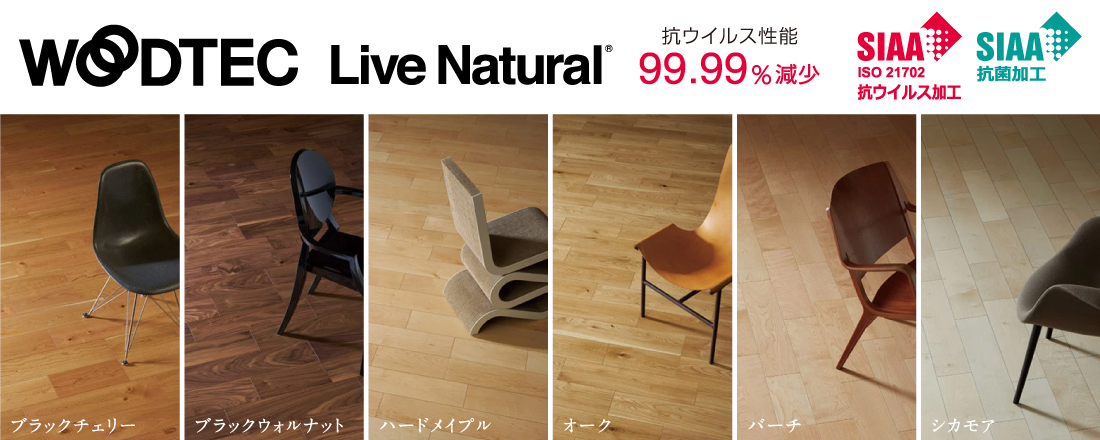 WOODTEC Live Natural®
抗ウイルス性能
99.99%減少
SIAA
ISO 21702
抗ウイルス加工
SIAA
抗菌加工
ブラックチェリー
ブラックウォルナット
ハードメイプル
オーク
バーチ
シカモア